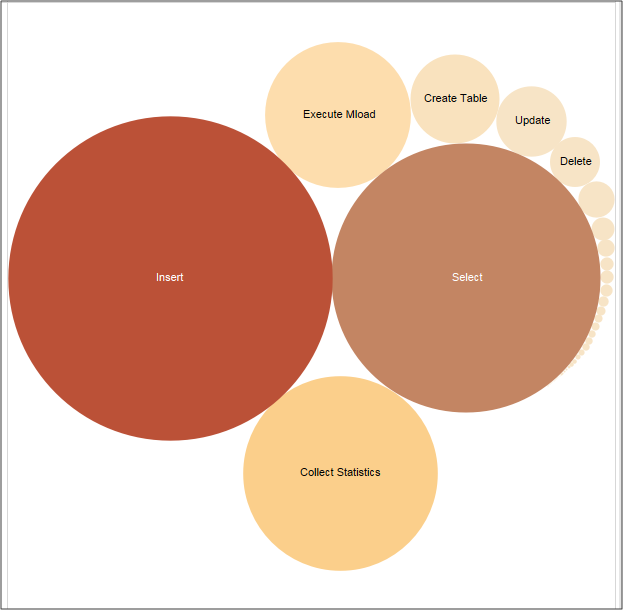 Execute Mload
Create Table
Update
Delete
Insert
Select
Collect Statistics